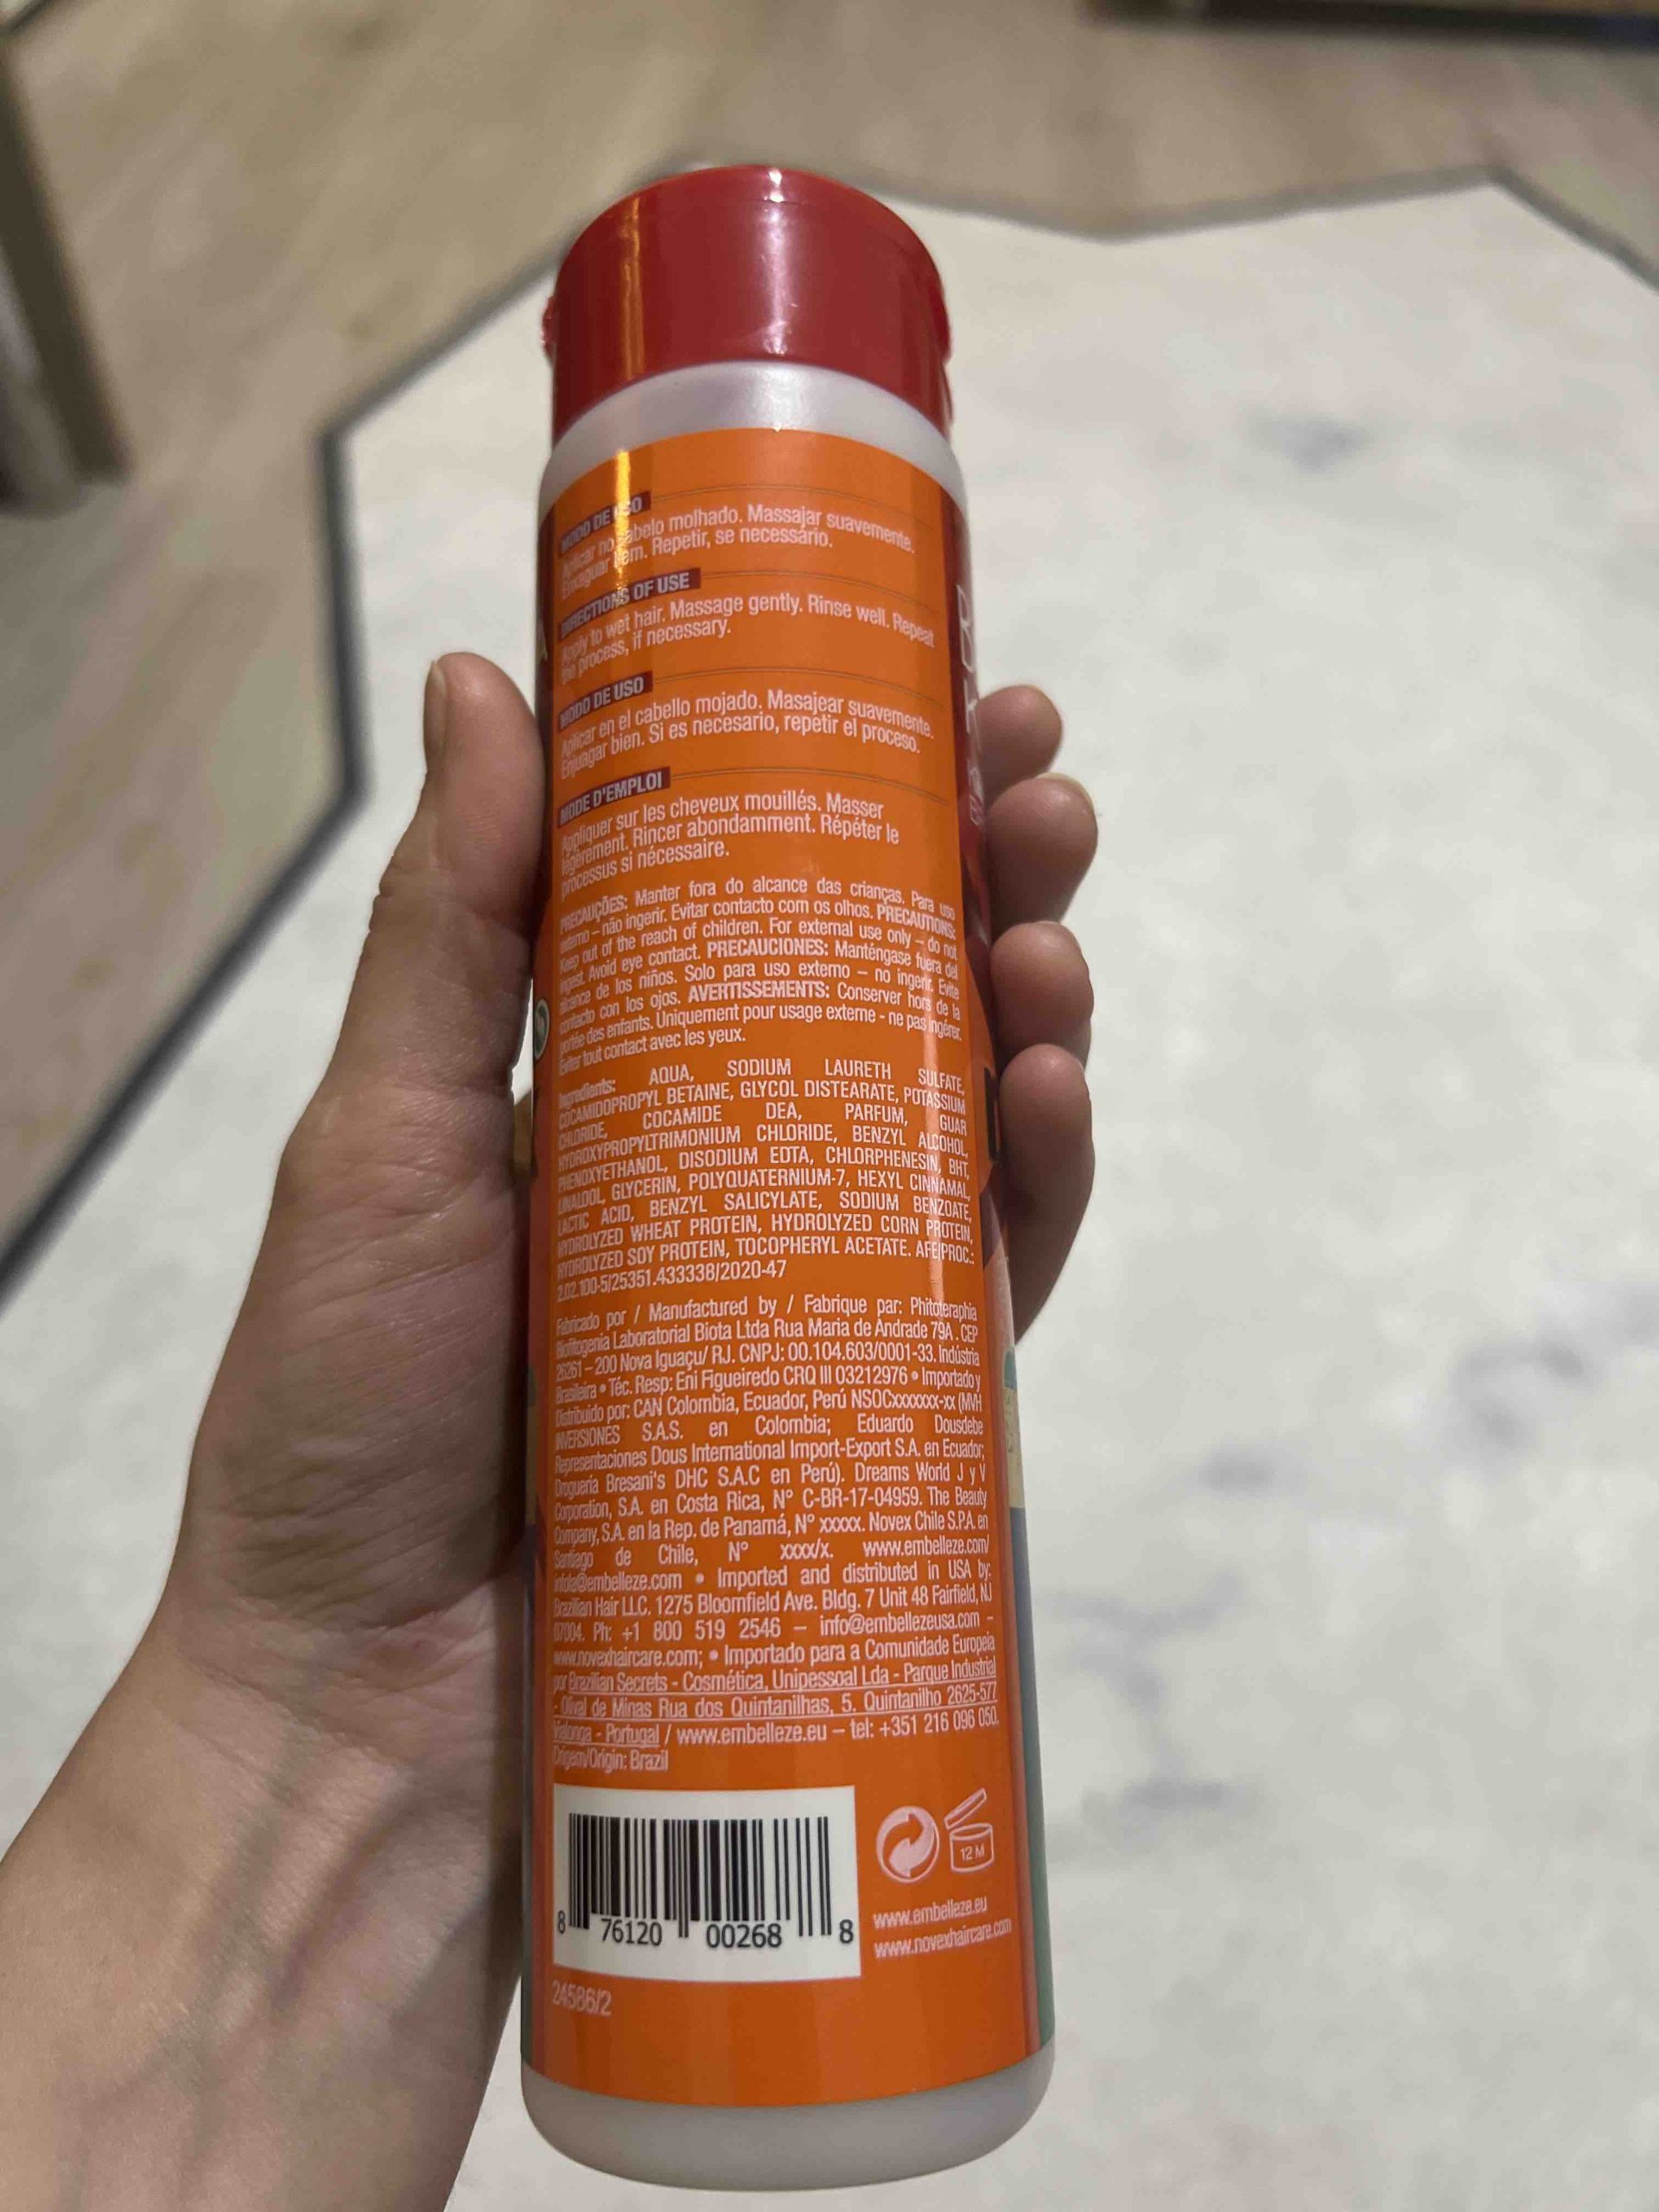 MODO DE USO
Aplicar no cabelo molhado. Massajar suavemente.
Enxaguar bem. Repetir, se necessário.
DIRECTIONS OF USE
Apply to wet hair. Massage gently. Rinse well. Repeat
the process, if necessary.
MODO DE USO
Aplicar en el cabello mojado. Masajear suavemente.
Enjuagar bien. Si es necesario, repetir el proceso.
MODE D'EMPLOI
Appliquer sur les cheveux mouillés. Masser
légèrement. Rincer abondamment. Répéter le
processus si nécessaire.
PRECAUÇÕES: Manter fora do alcance das crianças. Para uso
externo – não ingerir. Evitar contacto com os olhos. PRECAUTIONS:
Keep out of the reach of children. For external use only – do not
ingest. Avoid eye contact. PRECAUCIONES: Manténgase fuera del
alcance de los niños. Solo para uso externo – no ingerir. Evite
contacto con los ojos. AVERTISSEMENTS: Conserver hors de la
portée des enfants. Uniquement pour usage externe - ne pas ingérer.
Éviter tout contact avec les yeux.
Ingredients: AQUA, SODIUM LAURETH SULFATE,
COCAMIDOPROPYL BETAINE, GLYCOL DISTEARATE, POTASSIUM
CHLORIDE, COCAMIDE DEA, PARFUM, GUAR
HYDROXYPROPYLTRIMONIUM CHLORIDE, BENZYL ALCOHOL,
PHENOXYETHANOL, DISODIUM EDTA, CHLORPHENESIN, BHT,
LINALOOL, GLYCERIN, POLYQUATERNIUM-7, HEXYL CINNAMAL,
LACTIC ACID, BENZYL SALICYLATE, SODIUM BENZOATE,
HYDROLYZED WHEAT PROTEIN, HYDROLYZED CORN PROTEIN,
HYDROLYZED SOY PROTEIN, TOCOPHERYL ACETATE. AFE/PROC.:
2.02.100-5/25351.433338/2020-47
Fabricado por / Manufactured by / Fabrique par: Phitoteraphia
Biofitogenia Laboratorial Biota Ltda Rua Maria de Andrade 79A . CEP
26261 – 200 Nova Iguaçu/ RJ. CNPJ: 00.104.603/0001-33. Indústria
Brasileira • Téc. Resp: Eni Figueiredo CRQ III 03212976 • Importado y
Distribuido por: CAN Colombia, Ecuador, Perú NSOCxxxxxxx-xx (MVH
INVERSIONES S.A.S. en Colombia; Eduardo Dousdebe
Representaciones Dous International Import-Export S.A. en Ecuador;
Droguería Bresani's DHC S.A.C en Perú). Dreams World J y V
Corporation, S.A. en Costa Rica, N° C-BR-17-04959. The Beauty
Company, S.A. en la Rep. de Panamá, N° xxxxx. Novex Chile S.P.A. en
Santiago de Chile, N° xxxx/x. www.embelleze.com/
infola@embelleze.com • Imported and distributed in USA by:
Brazilian Hair LLC. 1275 Bloomfield Ave. Bldg. 7 Unit 48 Fairfield, NJ
07004. Ph: +1 800 519 2546 – info@embellezeusa.com –
www.novexhaircare.com; • Importado para a Comunidade Europeia
por Brazilian Secrets - Cosmética, Unipessoal Lda - Parque Industrial
- Olival de Minas Rua dos Quintanilhas, 5. Quintanilho 2625-577
Vialonga - Portugal / www.embelleze.eu – tel: +351 216 096 050.
Origem/Origin: Brazil
8 76120 00268 8
12 M
www.embelleze.eu
www.novexhaircare.com
24586/2